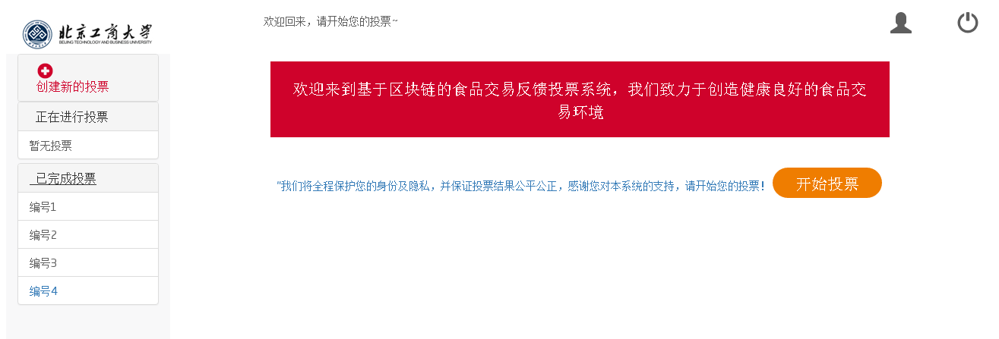 北京工商大学
BEIJING TECHNOLOGY AND BUSINESS UNIVERSITY
创建新的投票
正在进行投票
暂无投票
已完成投票
编号1
编号2
编号3
编号4
欢迎回来，请开始您的投票~
欢迎来到基于区块链的食品交易反馈投票系统，我们致力于创造健康良好的食品交
易环境
"我们将全程保护您的身份及隐私，并保证投票结果公平公正，感谢您对本系统的支持，请开始您的投票！
开始投票